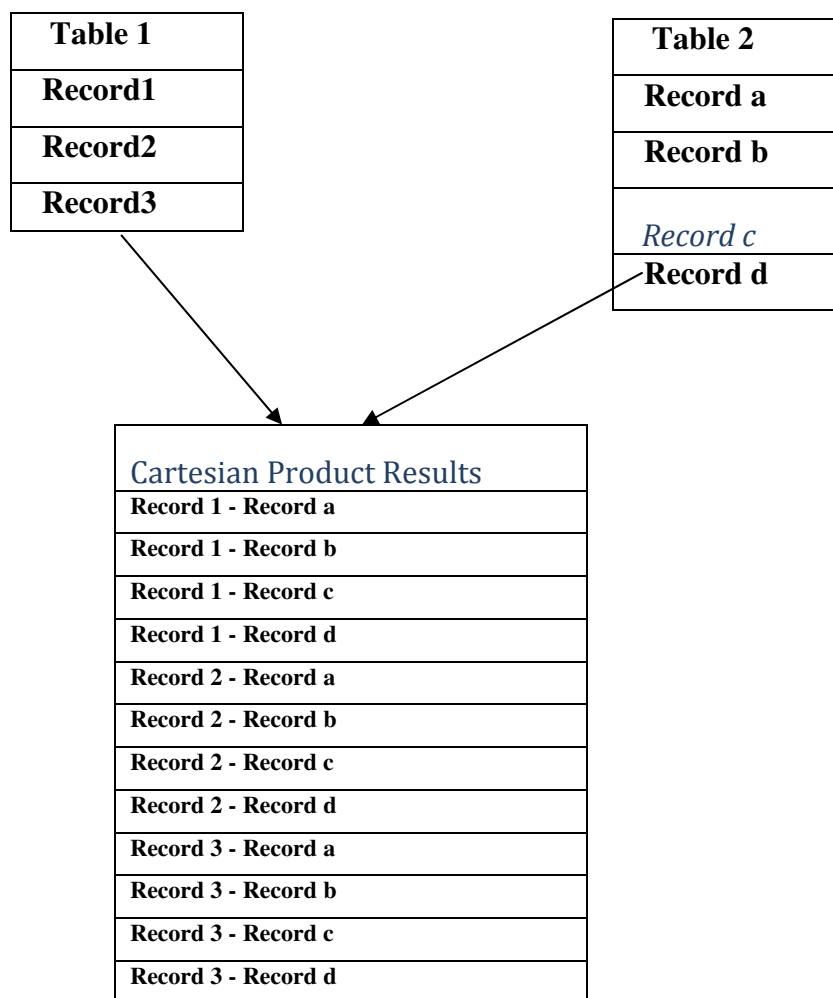 Table 1
Record1
Record2
Record3
Table 2
Record a
Record b
Record c
Record d
Cartesian Product Results
Record 1 - Record a
Record 1 - Record b
Record 1 - Record c
Record 1 - Record d
Record 2 - Record a
Record 2 - Record b
Record 2 - Record c
Record 2 - Record d
Record 3 - Record a
Record 3 - Record b
Record 3 - Record c
Record 3 - Record d